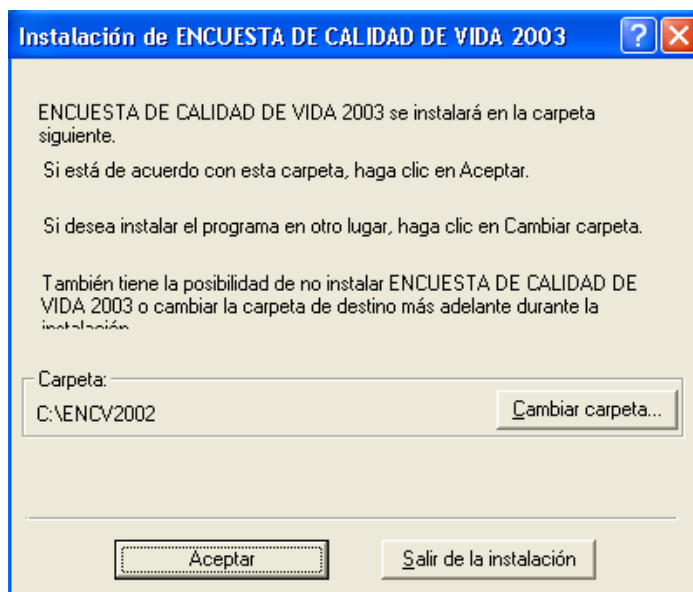 Instalación de ENCUESTA DE CALIDAD DE VIDA 2003
ENCUESTA DE CALIDAD DE VIDA 2003 se instalará en la carpeta
siguiente.
Si está de acuerdo con esta carpeta, haga clic en Aceptar.
Si desea instalar el programa en otro lugar, haga clic en Cambiar carpeta.
También tiene la posibilidad de no instalar ENCUESTA DE CALIDAD DE
VIDA 2003 o cambiar la carpeta de destino más adelante durante la
instalación.
Carpeta:
C:\ENCV2002
Cambiar carpeta...
Aceptar
Salir de la instalación